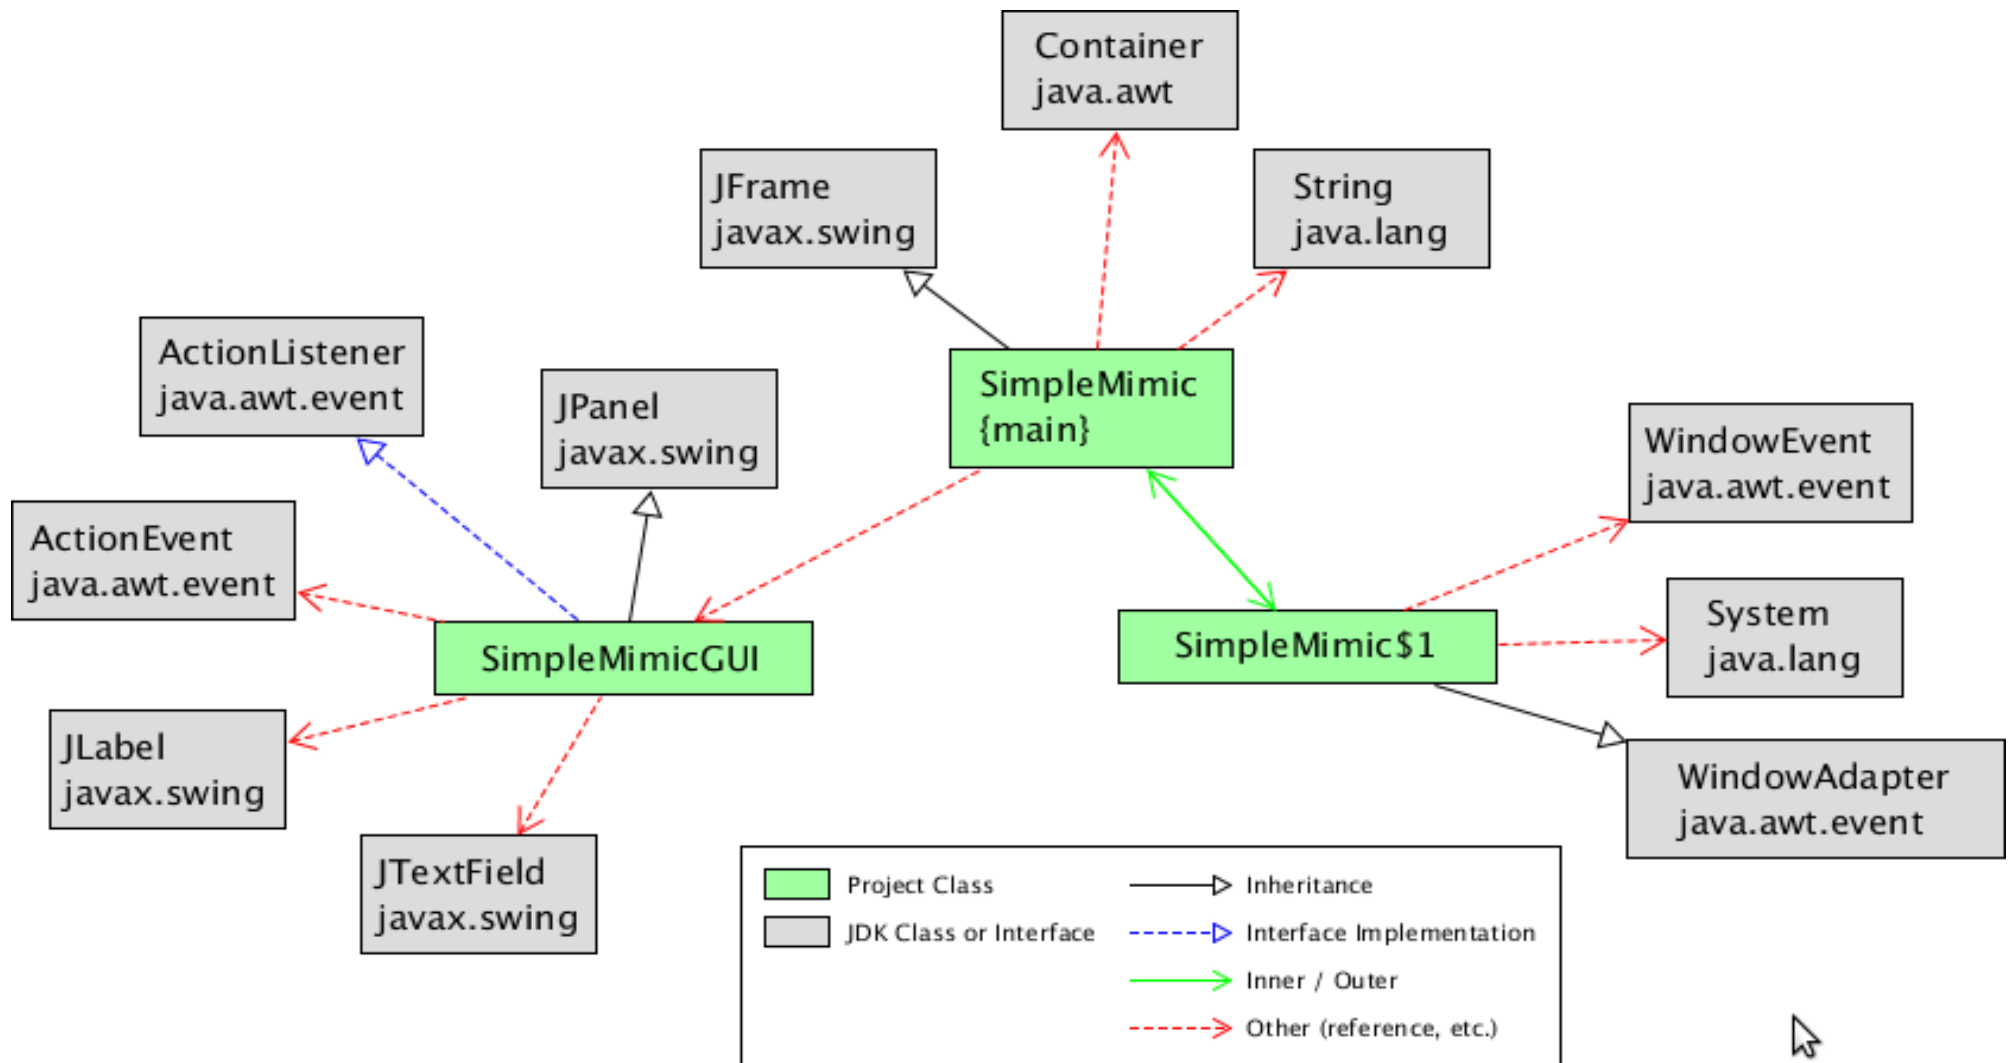 Container
java.awt
JFrame
javax.swing
String
java.lang
ActionListener
java.awt.event
JPanel
javax.swing
SimpleMimic
{main}
WindowEvent
java.awt.event
ActionEvent
java.awt.event
System
java.lang
SimpleMimicGUI
SimpleMimic$1
JLabel
javax.swing
WindowAdapter
java.awt.event
JTextField
javax.swing
Project Class
JDK Class or Interface
Inheritance
Interface Implementation
Inner / Outer
Other (reference, etc.)